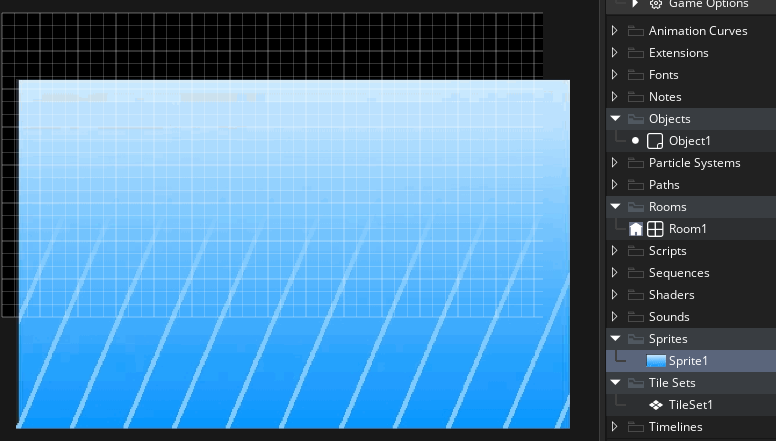 Game Options
Animation Curves
Extensions
Fonts
Notes
Objects
Object1
Particle Systems
Paths
Rooms
Room1
Scripts
Sequences
Shaders
Sounds
Sprites
Sprite1
Tile Sets
TileSet1
Timelines